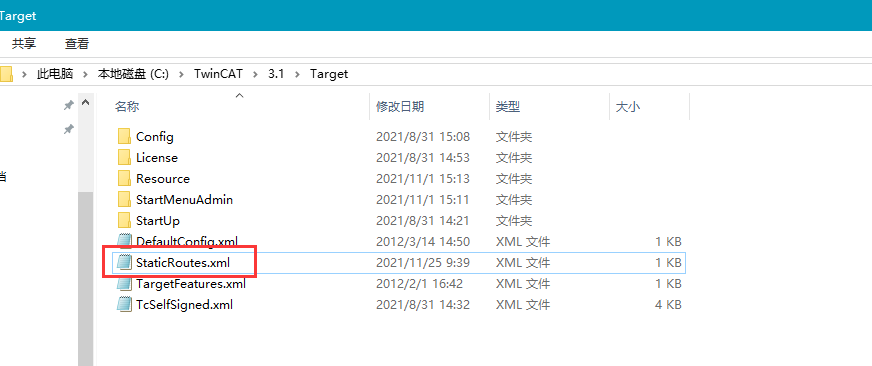 Target
共享 查看
此电脑 本地磁盘 (C:) TwinCAT 3.1 Target
名称 修改日期 类型 大小
Config 2021/8/31 15:08 文件夹
License 2021/8/31 14:53 文件夹
Resource 2021/11/1 15:13 文件夹
StartMenuAdmin 2021/11/1 15:11 文件夹
StartUp 2021/8/31 14:21 文件夹
DefaultConfig.xml 2012/3/14 14:50 XML 文件 1 KB
StaticRoutes.xml 2021/11/25 9:39 XML 文件 1 KB
TargetFeatures.xml 2012/2/1 16:42 XML 文件 1 KB
TcSelfSigned.xml 2021/8/31 14:32 XML 文件 4 KB